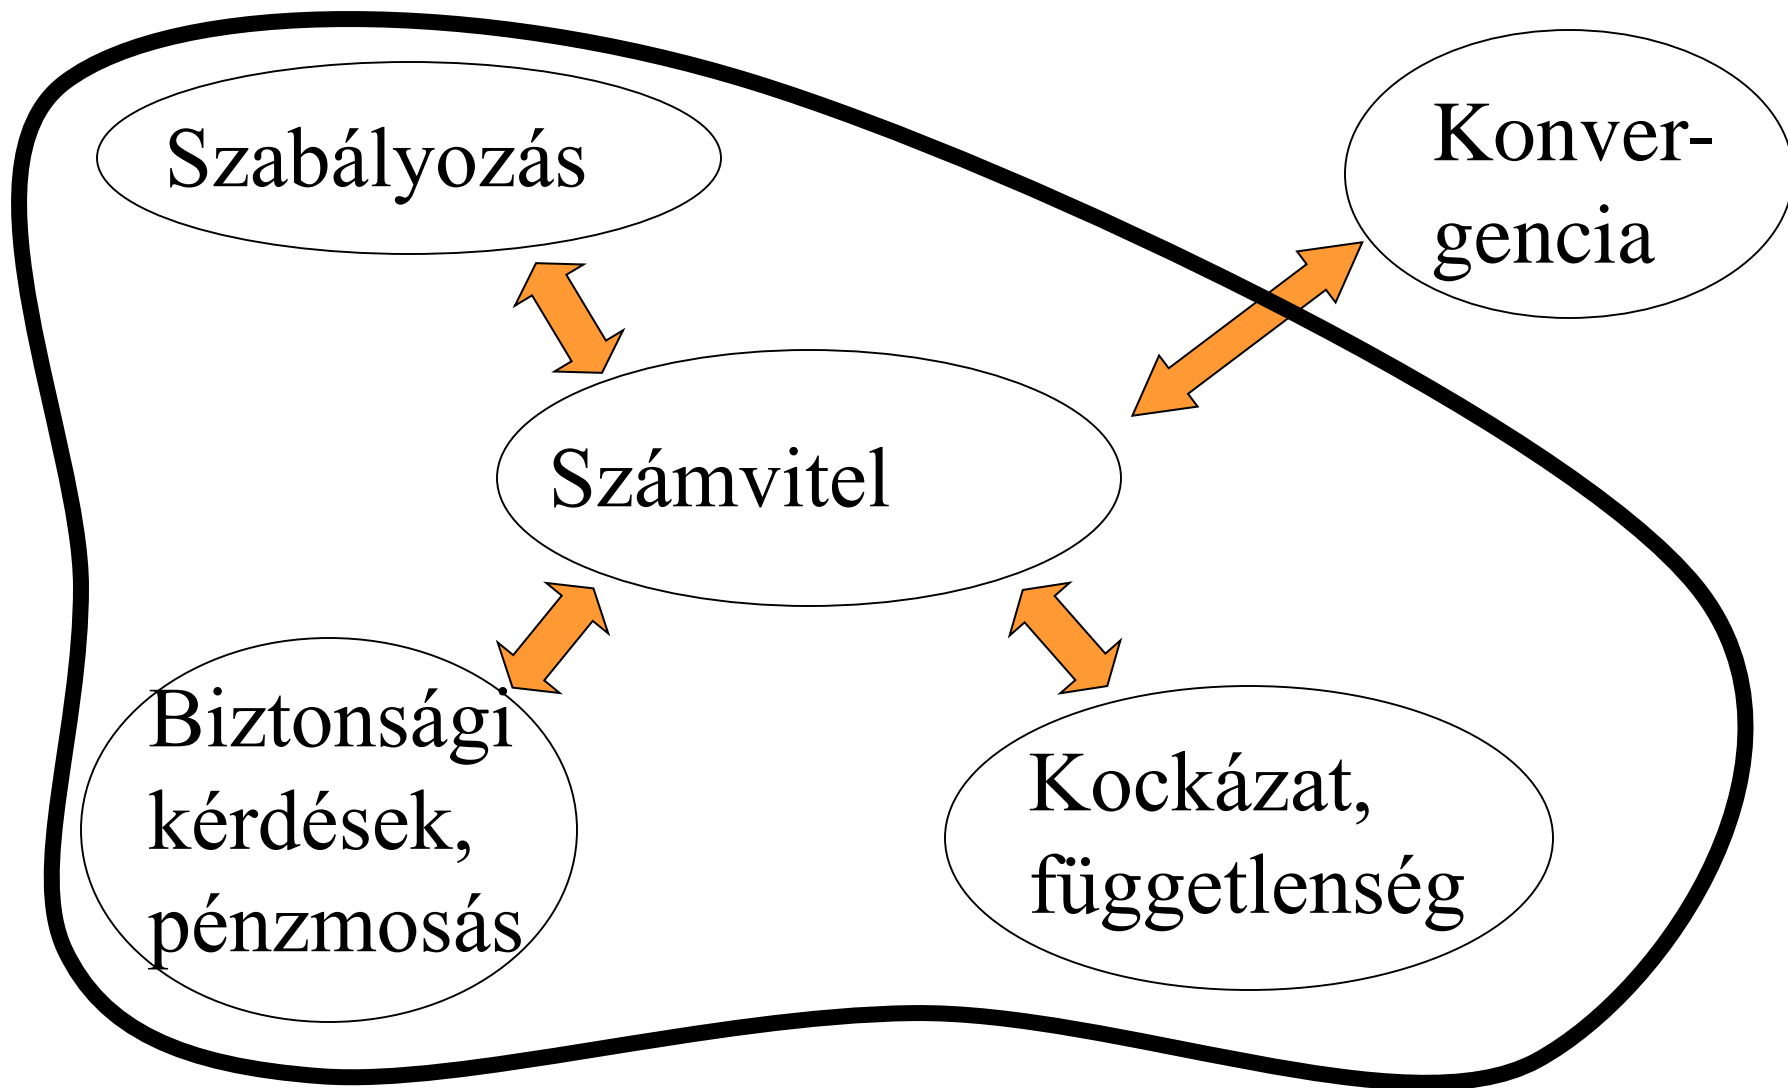 Szabályozás
Konver-
gencia
Számvitel
Biztonsági
kérdések,
pénzmosás
Kockázat,
függetlenség